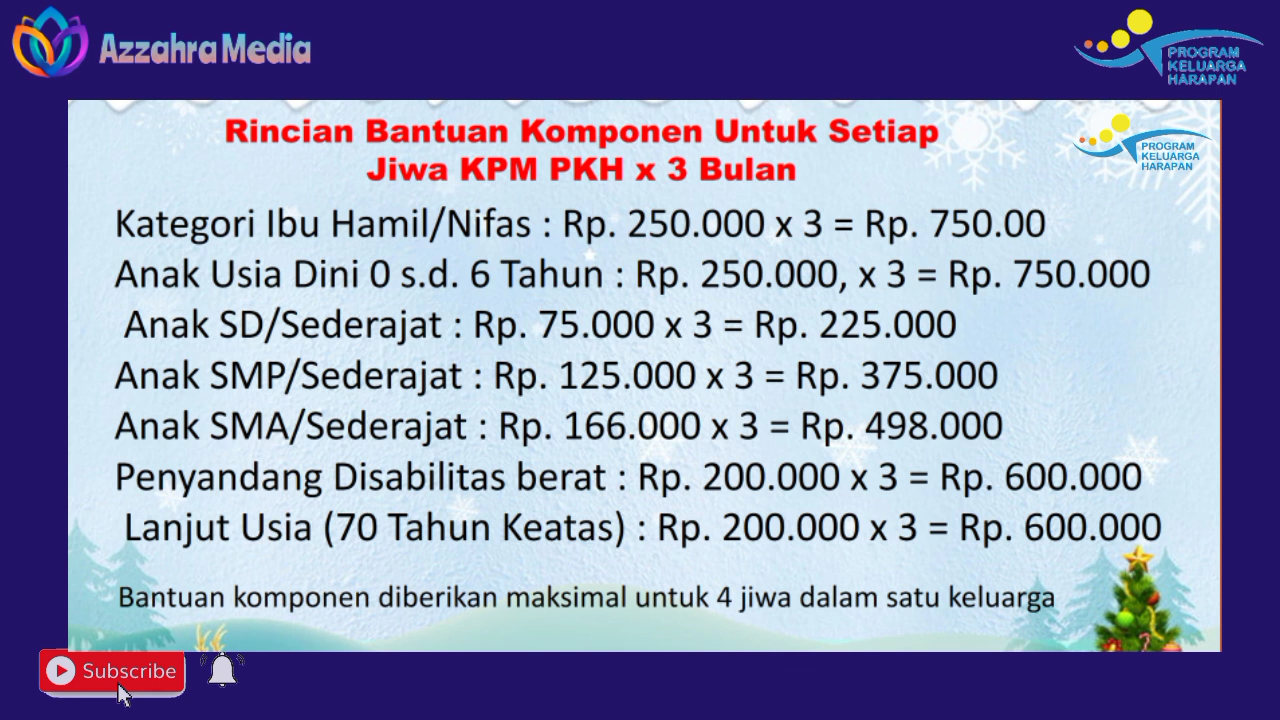 Azzahra Media
PROGRAM
KELUARGA
HARAPAN
Rincian Bantuan Komponen Untuk Setiap
Jiwa KPM PKH x 3 Bulan
PROGRAM
KELUARGA
HARAPAN
Kategori Ibu Hamil/Nifas : Rp. 250.000 x 3 = Rp. 750.00
Anak Usia Dini 0 s.d. 6 Tahun : Rp. 250.000, x 3 = Rp. 750.000
Anak SD/Sederajat : Rp. 75.000 x 3 = Rp. 225.000
Anak SMP/Sederajat : Rp. 125.000 x 3 = Rp. 375.000
Anak SMA/Sederajat : Rp. 166.000 x 3 = Rp. 498.000
Penyandang Disabilitas berat : Rp. 200.000 x 3 = Rp. 600.000
Lanjut Usia (70 Tahun Keatas) : Rp. 200.000 x 3 = Rp. 600.000
Bantuan komponen diberikan maksimal untuk 4 jiwa dalam satu keluarga
Subscribe